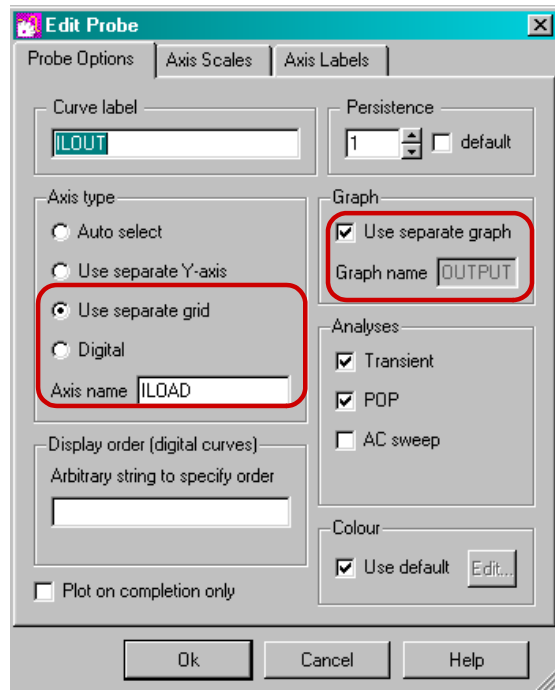 Edit Probe
Probe Options
Axis Scales
Axis Labels
Curve label
ILOUT
Persistence
1
default
Axis type
Auto select
Use separate Y-axis
Use separate grid
Digital
Axis name ILOAD
Graph
Use separate graph
Graph name OUTPUT
Analyses
Transient
POP
AC sweep
Display order (digital curves)
Arbitrary string to specify order
Colour
Use default Edit...
Plot on completion only
Ok
Cancel
Help